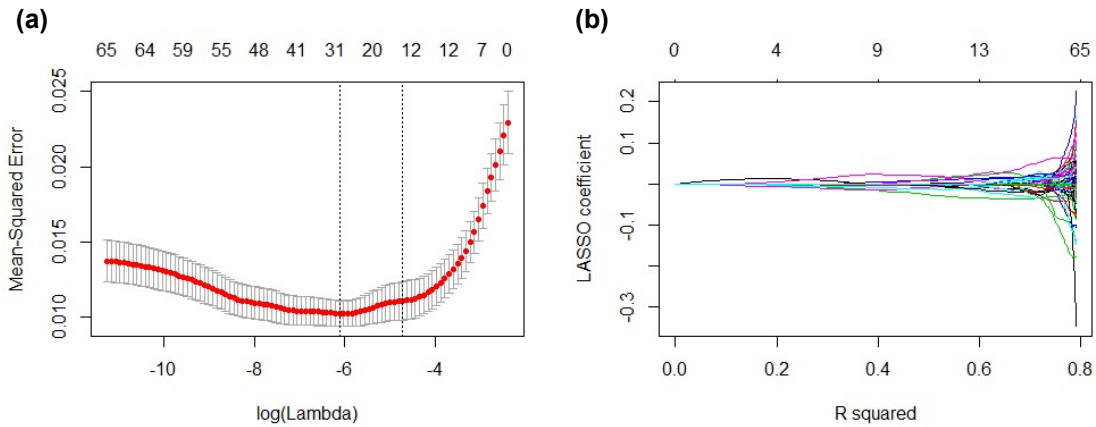 (a)
65 64 59 55 48 41 31 20 12 12 7 0
Mean-Squared Error
0.025
0.020
0.015
0.010
-10 -8 -6 -4
log(Lambda)
(b)
0 4 9 13 65
LASSO coefficient
0.2
0.1
-0.1
-0.3
0.0 0.2 0.4 0.6 0.8
R squared